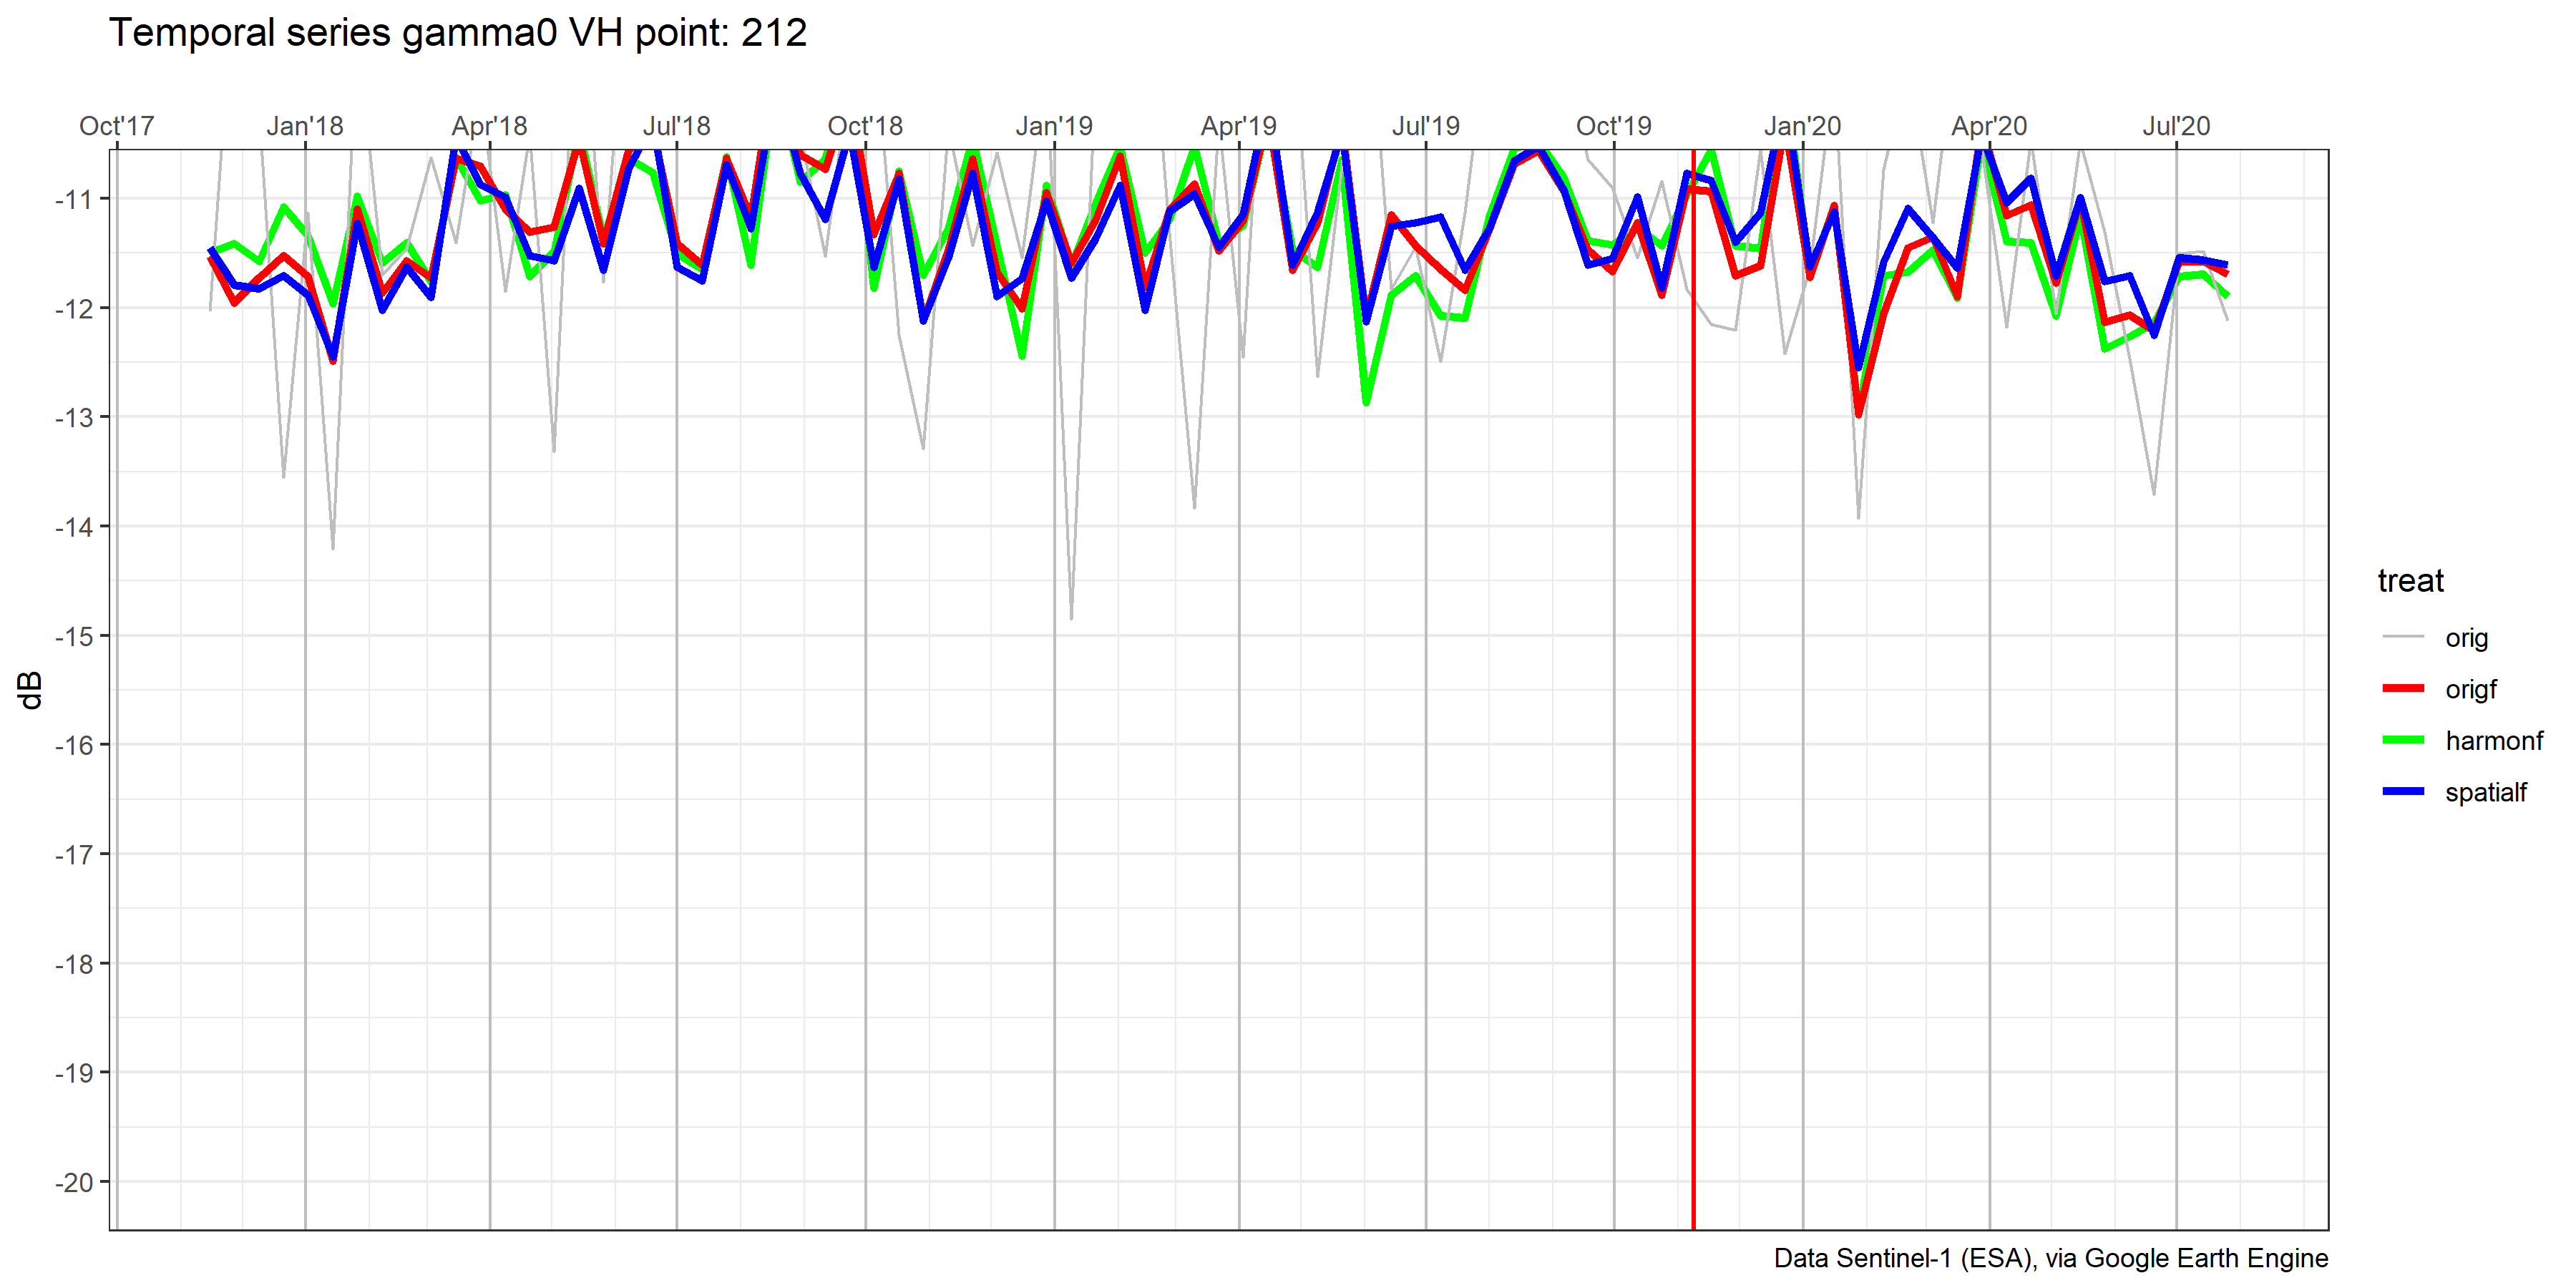 Temporal series gamma0 VH point: 212
Oct'17 Jan'18 Apr'18 Jul'18 Oct'18 Jan'19 Apr'19 Jul'19 Oct'19 Jan'20 Apr'20 Jul'20
-11
-12
-13
-14
-15
-16
-17
-18
-19
-20
dB
treat
orig
origf
harmonf
spatialf
Data Sentinel-1 (ESA), via Google Earth Engine